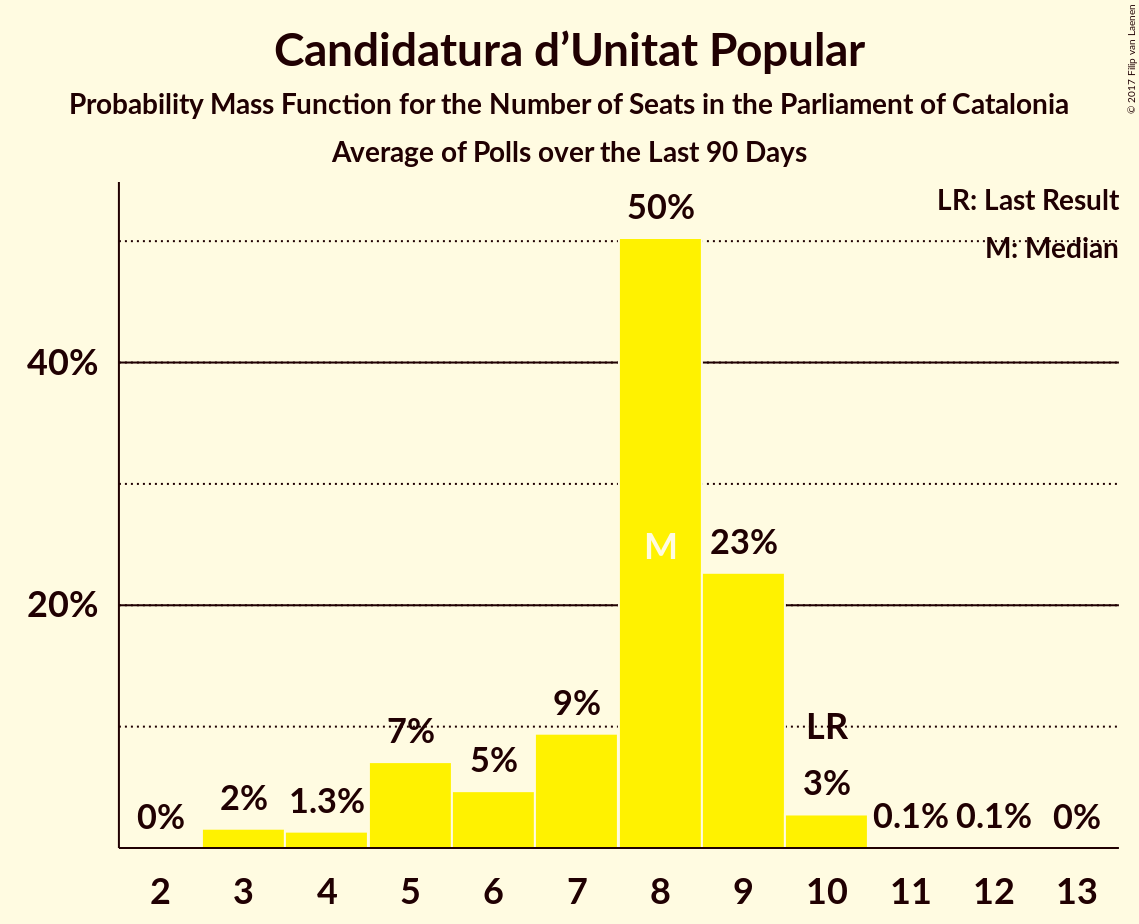 Candidatura d’Unitat Popular
Probability Mass Function for the Number of Seats in the Parliament of Catalonia
Average of Polls over the Last 90 Days
© 2017 Filip van Laenen
LR: Last Result
M: Median
50%
40%
M
23%
20%
9%
LR
7%
5%
3%
2%
1.3%
0%
0.1%
0.1%
0%
2 3 4 5 6 7 8 9 10 11 12 13